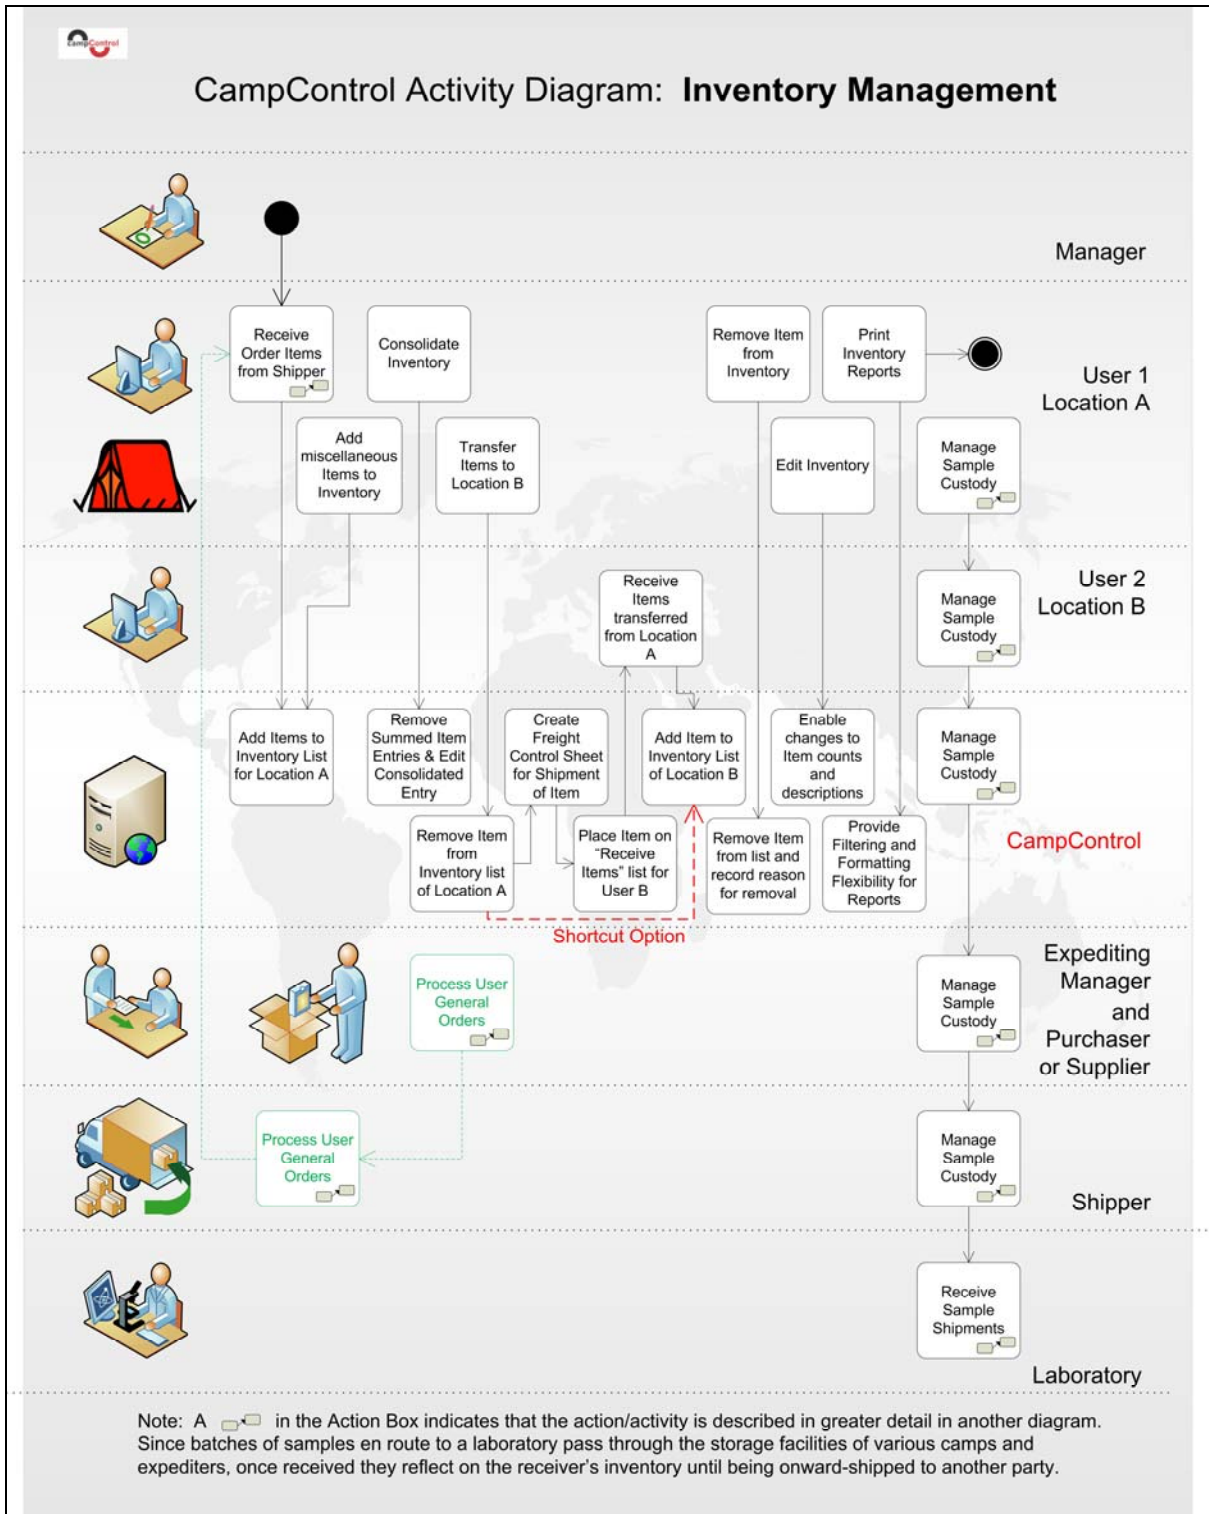 campControl
CampControl Activity Diagram: Inventory Management
Manager
Receive
Order Items
from Shipper
Consolidate
Inventory
Remove Item
from
Inventory
Print
Inventory
Reports
User 1
Location A
Add
miscellaneous
Items to
Inventory
Transfer
Items to
Location B
Edit Inventory
Manage
Sample
Custody
User 2
Location B
Receive
Items
transferred
from Location
A
Manage
Sample
Custody
Add Items to
Inventory List
for Location A
Remove
Summed Item
Entries & Edit
Consolidated
Entry
Create
Freight
Control Sheet
for Shipment
of Item
Add Item to
Inventory List
of Location B
Enable
changes to
Item counts
and
descriptions
Manage
Sample
Custody
Remove Item
from
Inventory list
of Location A
Place Item on
“Receive
Items” list for
User B
Remove Item
from list and
record reason
for removal
Provide
Filtering and
Formatting
Flexibility for
Reports
CampControl
Shortcut Option
Process User
General
Orders
Manage
Sample
Custody
Expediting
Manager
and
Purchaser
or Supplier
Process User
General
Orders
Manage
Sample
Custody
Shipper
Receive
Sample
Shipments
Laboratory
Note: A in the Action Box indicates that the action/activity is described in greater detail in another diagram.
Since batches of samples en route to a laboratory pass through the storage facilities of various camps and
expediters, once received they reflect on the receiver’s inventory until being onward-shipped to another party.